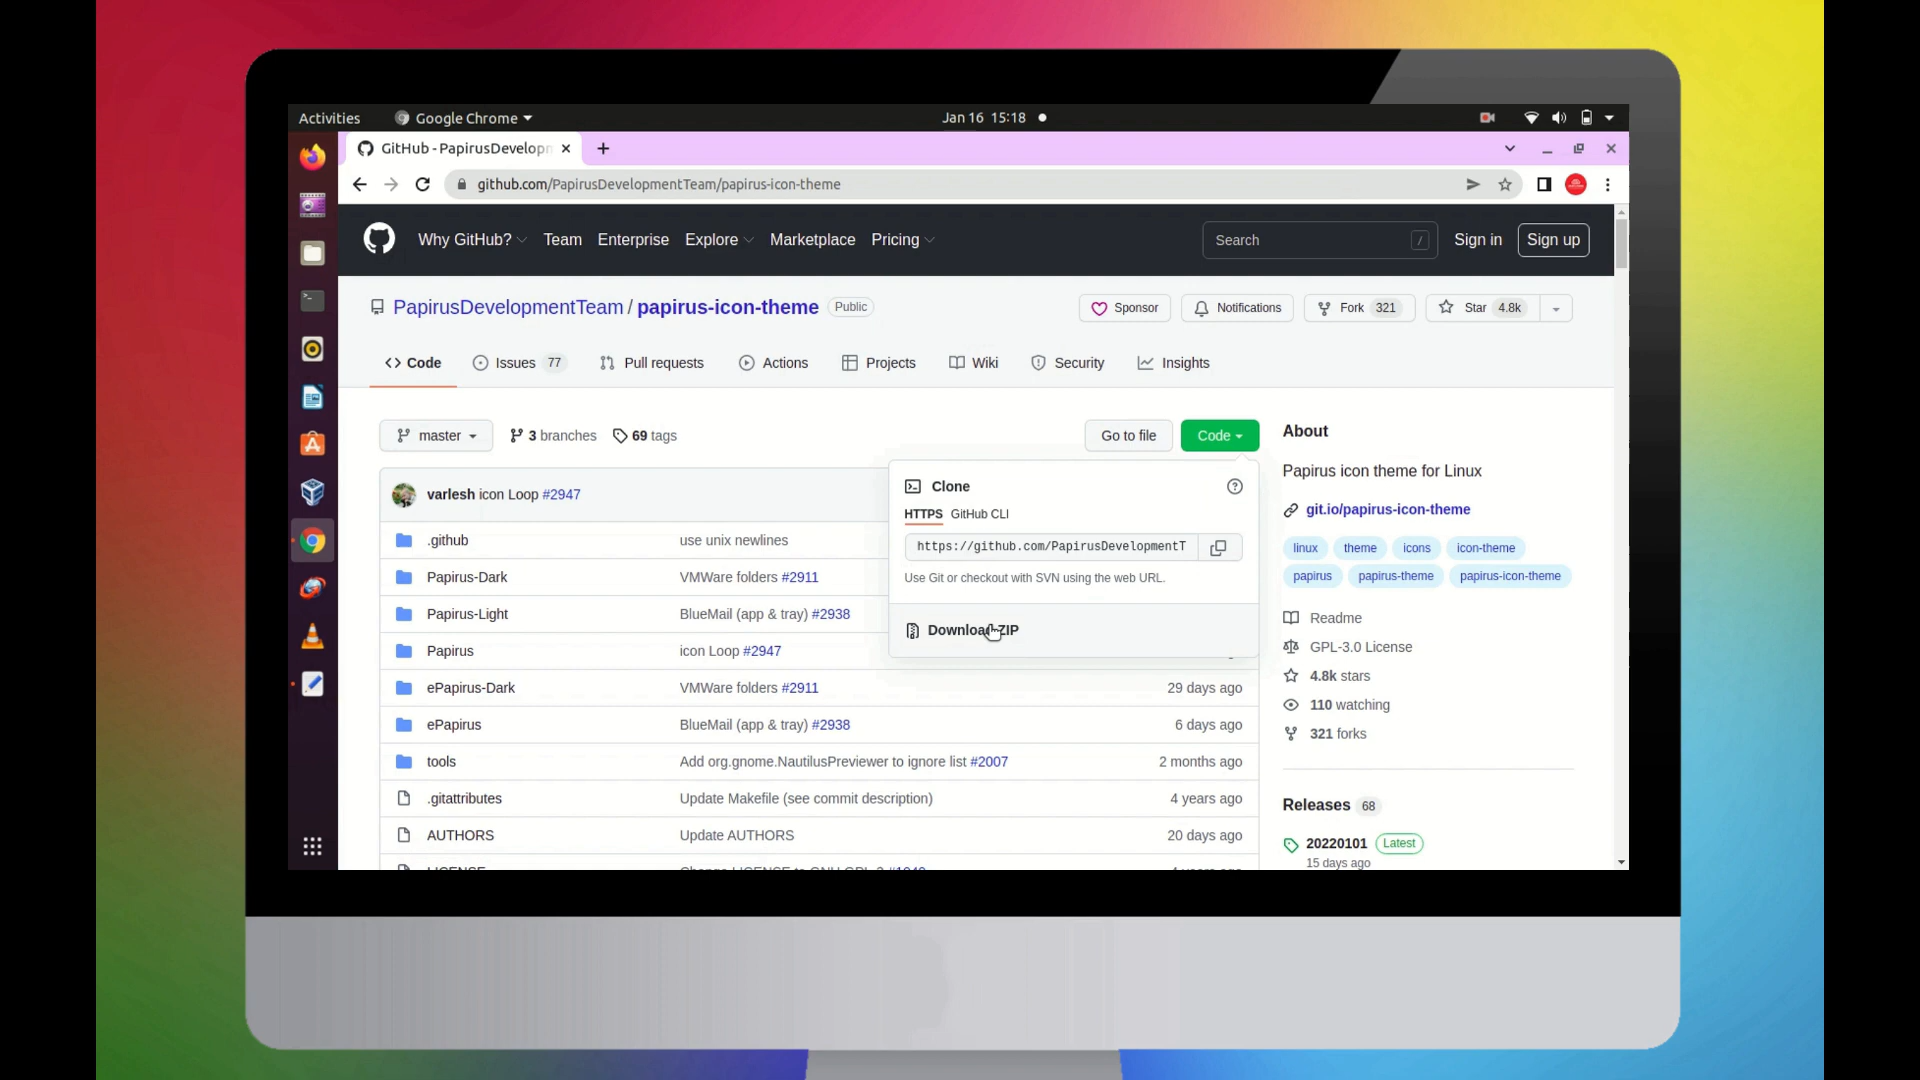 Activities Google Chrome Jan 16 15:18
GitHub - PapirusDevelopn
github.com/PapirusDevelopmentTeam/papirus-icon-theme
Why GitHub? Team Enterprise Explore Marketplace Pricing Search / Sign in Sign up
PapirusDevelopmentTeam / papirus-icon-theme Public Sponsor Notifications Fork 321 Star 4.8k
Code Issues 77 Pull requests Actions Projects Wiki Security Insights
master 3 branches 69 tags Go to file Code
varlesh icon Loop #2947
.github use unix newlines
Papirus-Dark VMWare folders #2911
Papirus-Light BlueMail (app & tray) #2938
Papirus icon Loop #2947
ePapirus-Dark VMWare folders #2911 29 days ago
ePapirus BlueMail (app & tray) #2938 6 days ago
tools Add org.gnome.NautilusPreviewer to ignore list #2007 2 months ago
.gitattributes Update Makefile (see commit description) 4 years ago
AUTHORS Update AUTHORS 20 days ago
Clone
HTTPS GitHub CLI
https://github.com/PapirusDevelopmentT
Use Git or checkout with SVN using the web URL.
Download ZIP
About
Papirus icon theme for Linux
git.io/papirus-icon-theme
linux theme icons icon-theme
papirus papirus-theme papirus-icon-theme
Readme
GPL-3.0 License
4.8k stars
110 watching
321 forks
Releases 68
20220101 Latest
15 days ago